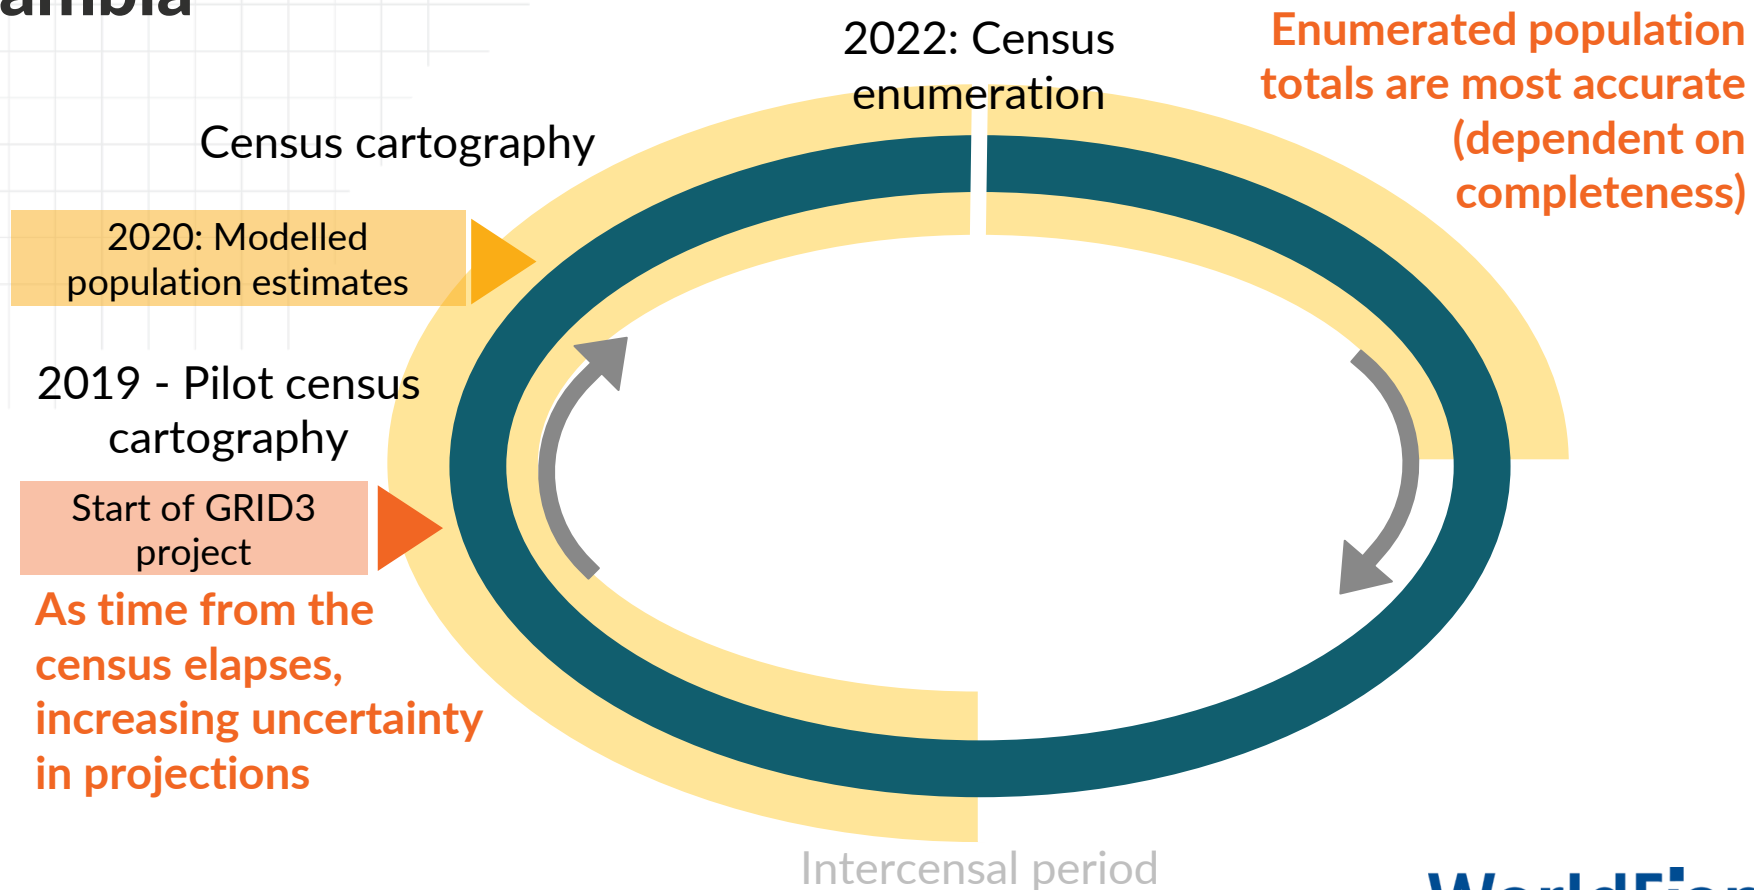 2022: Census
enumeration
Enumerated population
totals are most accurate
(dependent on
completeness)
Census cartography
2020: Modelled
population estimates
2019 - Pilot census
cartography
Start of GRID3
project
As time from the
census elapses,
increasing uncertainty
in projections
Intercensal period